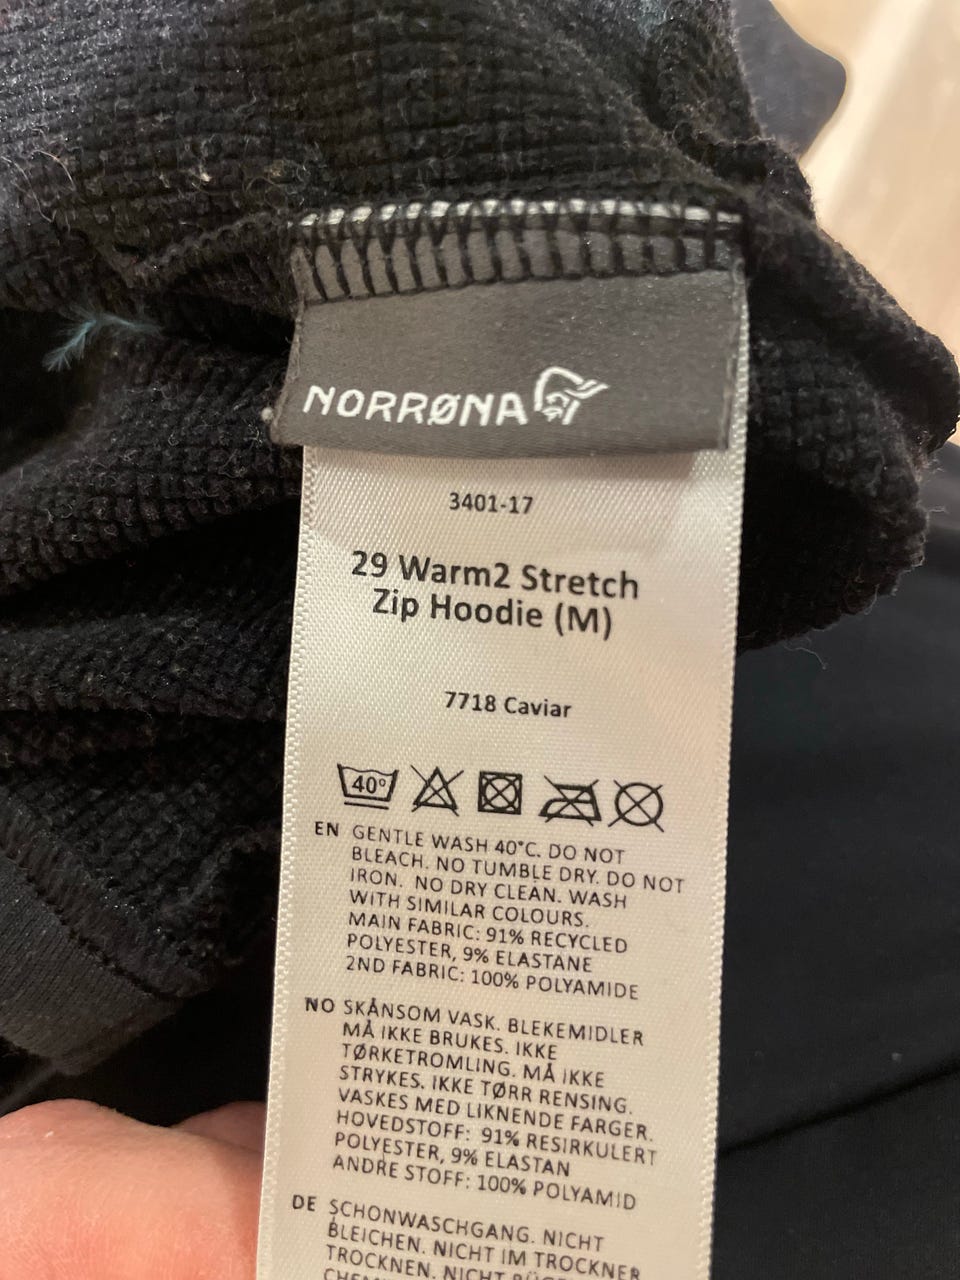 NORRØNA
3401-17
29 Warm2 Stretch
Zip Hoodie (M)
7718 Caviar
40°
EN GENTLE WASH 40°C. DO NOT
BLEACH. NO TUMBLE DRY. DO NOT
IRON. NO DRY CLEAN. WASH
WITH SIMILAR COLOURS.
MAIN FABRIC: 91% RECYCLED
POLYESTER, 9% ELASTANE
2ND FABRIC: 100% POLYAMIDE
NO SKÅNSOM VASK. BLEKEMIDLER
MÅ IKKE BRUKES. IKKE
TØRKETROMLING. MÅ IKKE
STRYKES. IKKE TØRR RENSING.
VASKES MED LIKNENDE FARGER.
HOVEDSTOFF: 91% RESIRKULERT
POLYESTER, 9% ELASTAN
ANDRE STOFF: 100% POLYAMID
DE SCHONWASCHGANG. NICHT
BLEICHEN. NICHT IM TROCKNER
TROCKNEN. NICHT